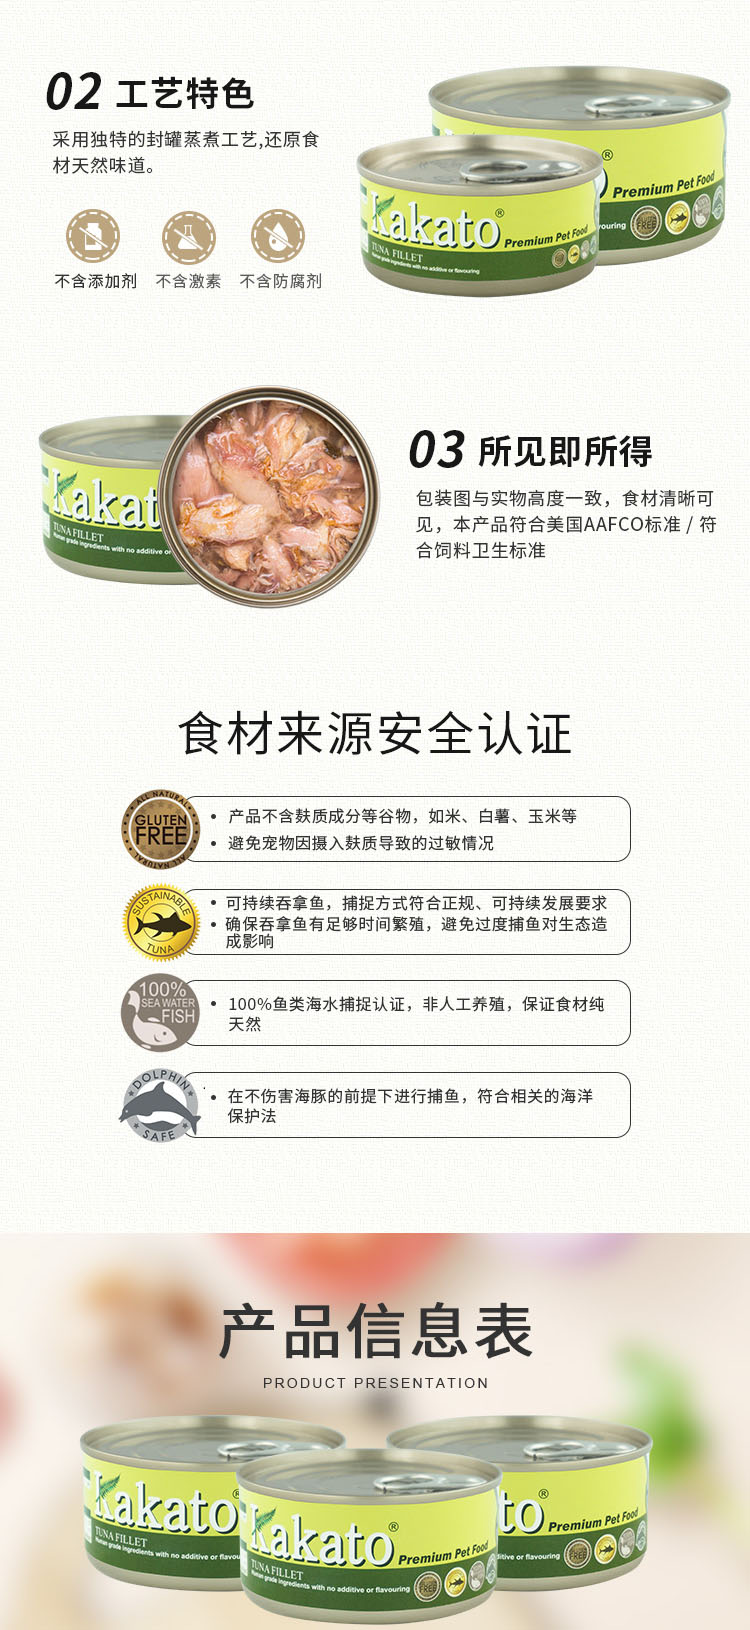 02 工艺特色
采用独特的封罐蒸煮工艺,还原食
材天然味道。
不含添加剂 不含激素 不含防腐剂
®
Premium Pet Food
vouring
GLUTEN
FREE
Kakato®
Premium Pet Food
TUNA FILLET
Human grade ingredients with no additive or flavouring
Kakat
TUNA FILLET
Human grade ingredients with no additive or
03 所见即所得
包装图与实物高度一致，食材清晰可
见，本产品符合美国AAFCO标准 / 符
合饲料卫生标准
食材来源安全认证
ALL NATURAL
GLUTEN
FREE
ALL NATURAL
• 产品不含麸质成分等谷物，如米、白薯、玉米等
• 避免宠物因摄入麸质导致的过敏情况
SUSTAINABLE
TUNA
• 可持续吞拿鱼，捕捉方式符合正规、可持续发展要求
• 确保吞拿鱼有足够时间繁殖，避免过度捕鱼对生态造
成影响
100%
SEA WATER
FISH
• 100%鱼类海水捕捉认证，非人工养殖，保证食材纯
天然
DOLPHIN
SAFE
• 在不伤害海豚的前提下进行捕鱼，符合相关的海洋
保护法
产品信息表
PRODUCT PRESENTATION
Kakato®
TUNA FILLET
Human grade ingredients with no additive or flavou
Kakato®
Premium Pet Food
TUNA FILLET
Human grade ingredients with no additive or flavouring
FREE
to®
Premium Pet Food
itive or flavouring
FREE